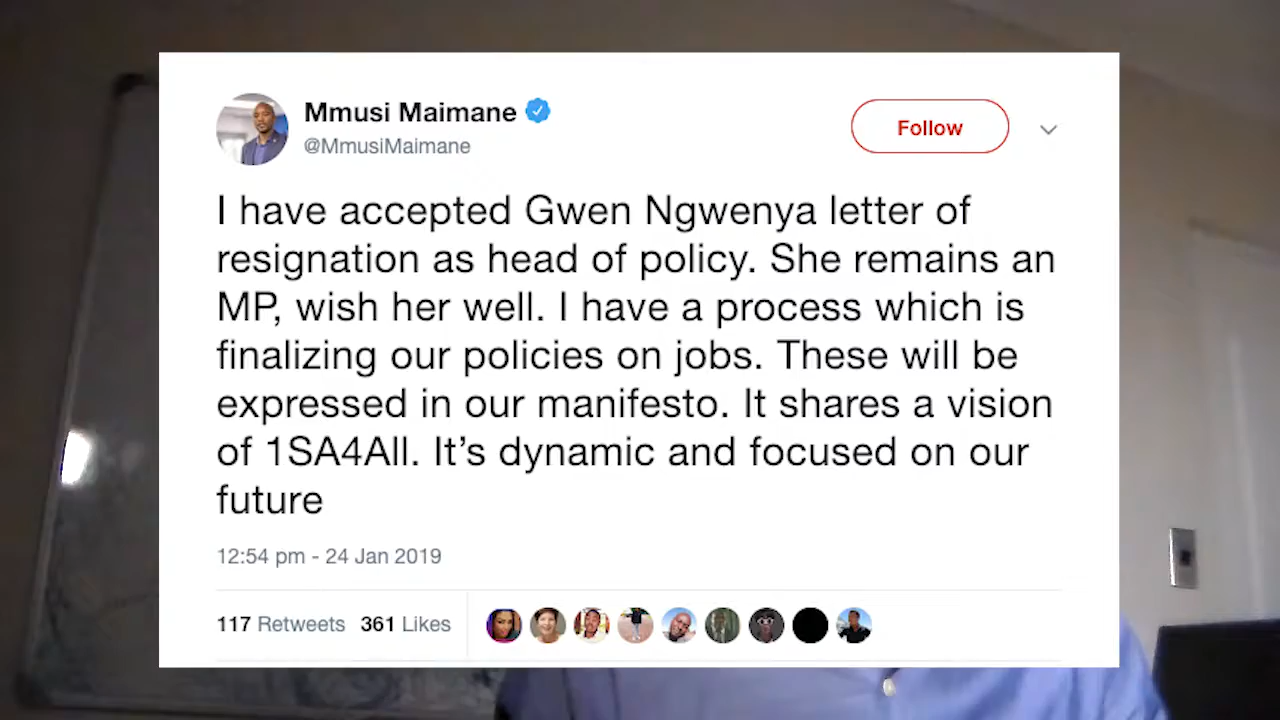 Mmusi Maimane
@MmusiMaimane
Follow
I have accepted Gwen Ngwenya letter of
resignation as head of policy. She remains an
MP, wish her well. I have a process which is
finalizing our policies on jobs. These will be
expressed in our manifesto. It shares a vision
of 1SA4All. It’s dynamic and focused on our
future
12:54 pm - 24 Jan 2019
117 Retweets 361 Likes